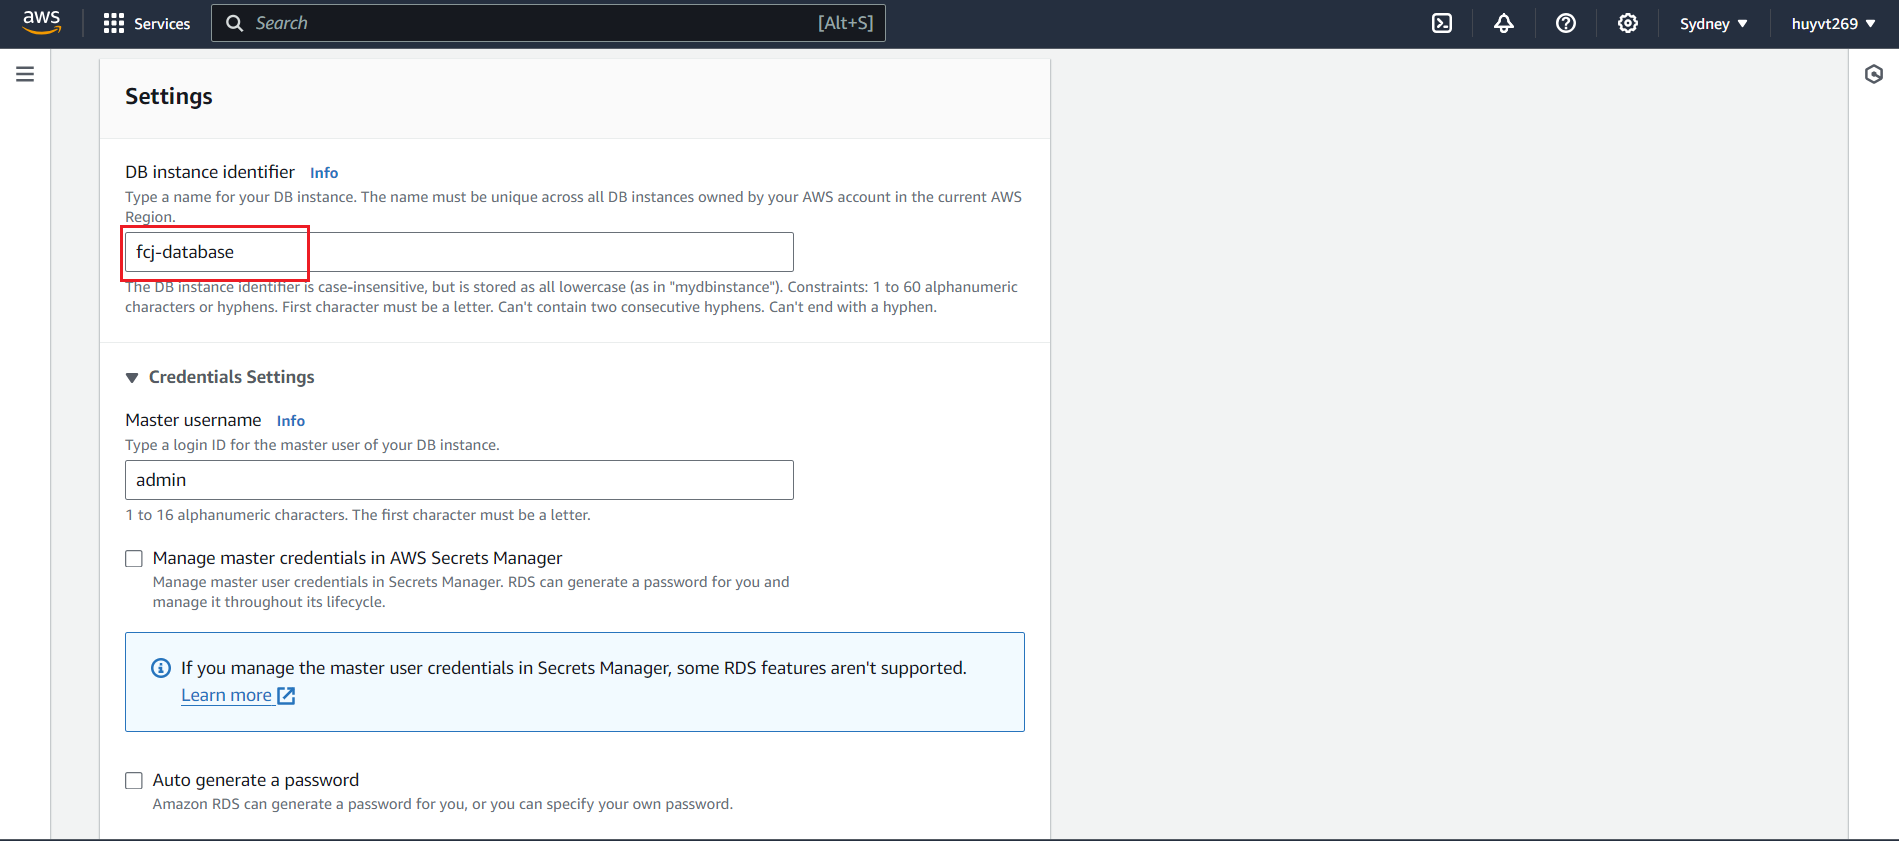 aws
Services
Search
[Alt+S]
Sydney
huyvt269
Settings
DB instance identifier Info
Type a name for your DB instance. The name must be unique across all DB instances owned by your AWS account in the current AWS
Region.
fcj-database
The DB instance identifier is case-insensitive, but is stored as all lowercase (as in "mydbinstance"). Constraints: 1 to 60 alphanumeric
characters or hyphens. First character must be a letter. Can't contain two consecutive hyphens. Can't end with a hyphen.
Credentials Settings
Master username Info
Type a login ID for the master user of your DB instance.
admin
1 to 16 alphanumeric characters. The first character must be a letter.
Manage master credentials in AWS Secrets Manager
Manage master user credentials in Secrets Manager. RDS can generate a password for you and
manage it throughout its lifecycle.
If you manage the master user credentials in Secrets Manager, some RDS features aren't supported.
Learn more
Auto generate a password
Amazon RDS can generate a password for you, or you can specify your own password.